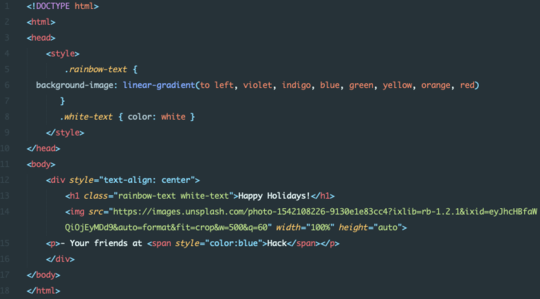 1 <!DOCTYPE html>
2 <html>
3 <head>
4 <style>
5 .rainbow-text {
6 background-image: linear-gradient(to left, violet, indigo, blue, green, yellow, orange, red)
7 }
8 .white-text { color: white }
9 </style>
10 </head>
11 <body>
12 <div style="text-align: center">
13 <h1 class="rainbow-text white-text">Happy Holidays!</h1>
14 <img src="https://images.unsplash.com/photo-1542108226-9130e1e83cc4?ixlib=rb-1.2.1&ixid=eyJhcHBfaW
QiOjEyMDd9&auto=format&fit=crop&w=500&q=60" width="100%" height="auto">
15 <p>- Your friends at <span style="color:blue">Hack</span></p>
16 </div>
17 </body>
18 </html>